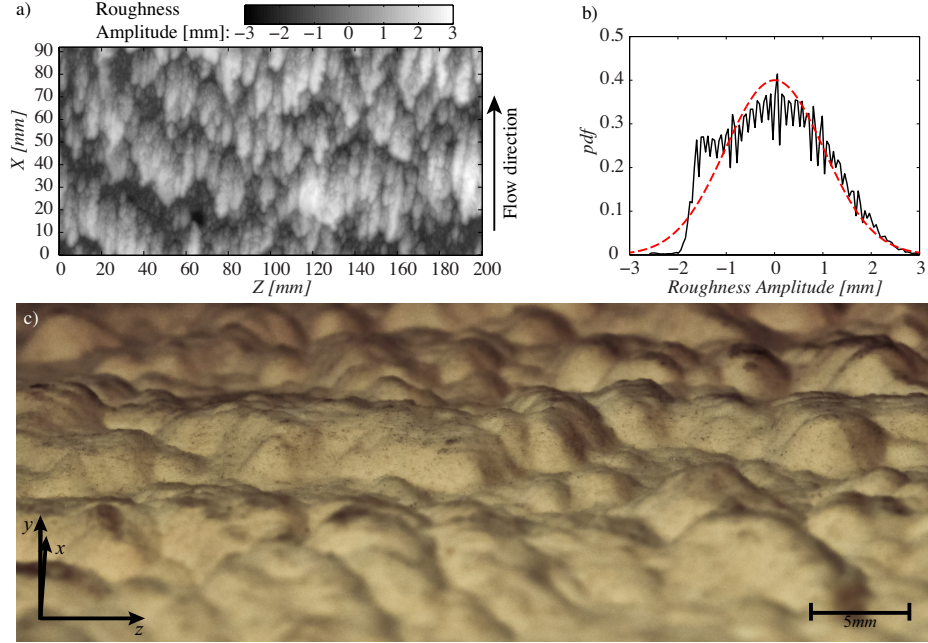 a)
Roughness
Amplitude [mm]:
−3 −2 −1 0 1 2 3
90
80
70
60
50
40
30
20
10
0
X [mm]
0 20 40 60 80 100 120 140 160 180 200
Z [mm]
Flow direction
b)
0.5
0.4
0.3
0.2
0.1
0
pdf
−3 −2 −1 0 1 2 3
Roughness Amplitude [mm]
c)
y
x
z
5mm